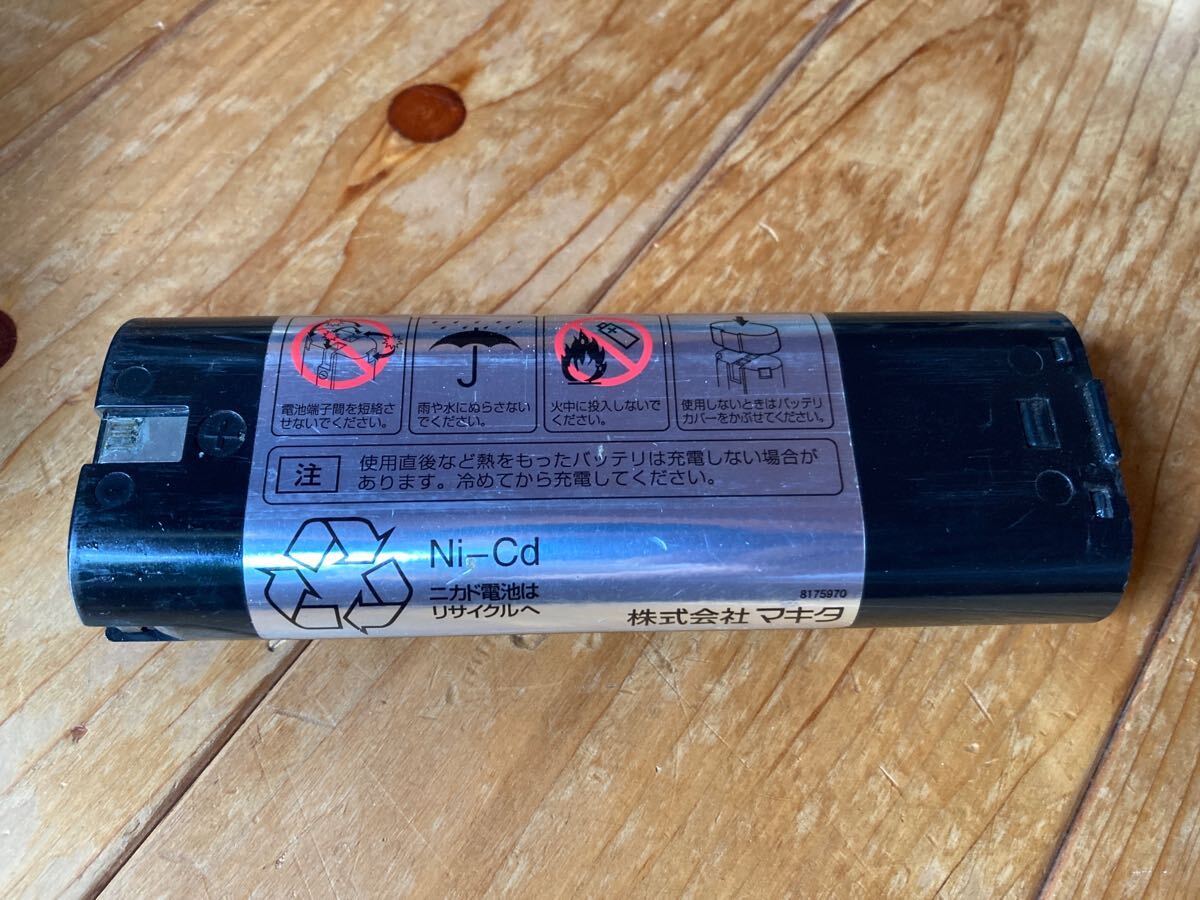 電池端子間を短絡さ
せないでください。
雨や水にぬらさない
でください。
火中に投入しないで
ください。
使用しないときはバッテリ
カバーをかぶせてください。
注
使用直後など熱をもったバッテリは充電しない場合が
あります。冷めてから充電してください。
Ni-Cd
ニカド電池は
リサイクルへ
8175970
株式会社 マキタ